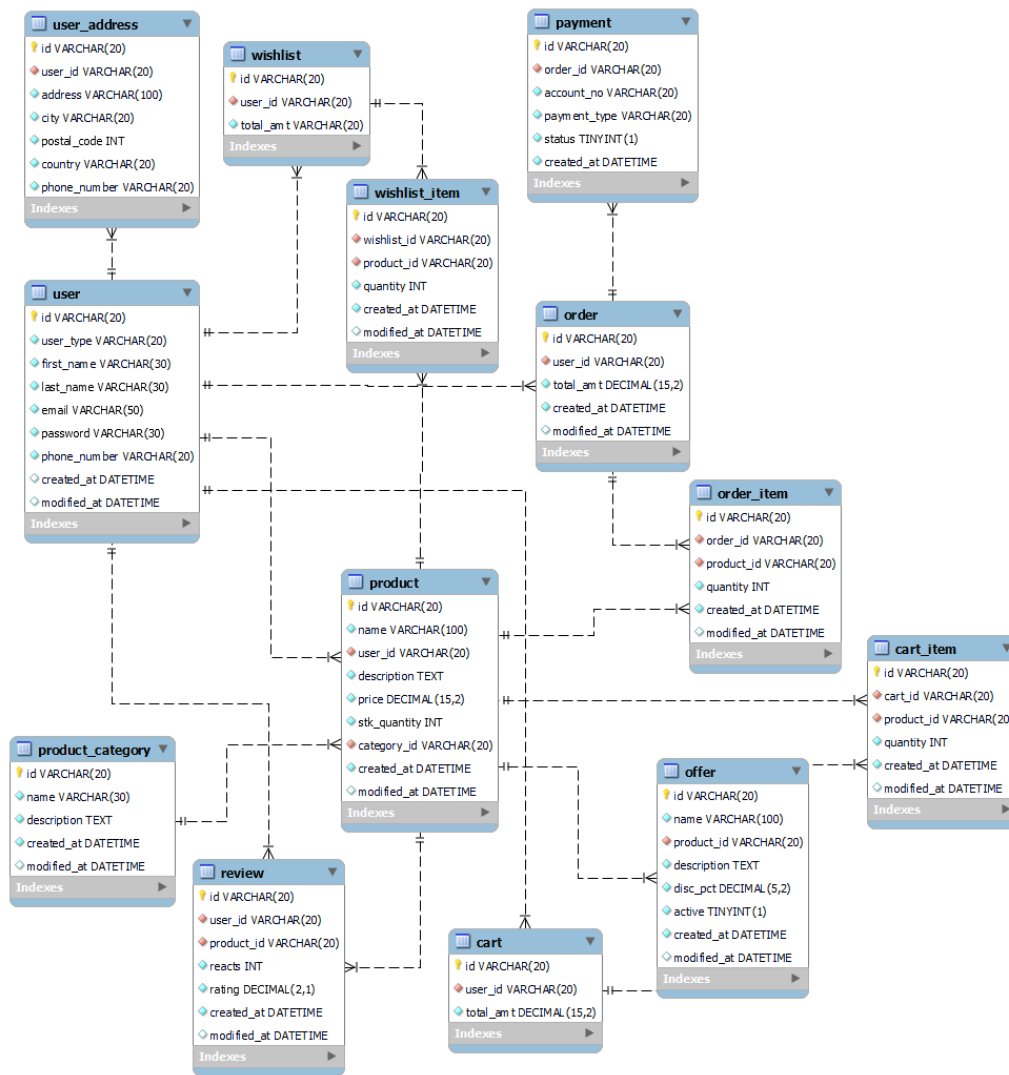 user_address
id VARCHAR(20)
user_id VARCHAR(20)
address VARCHAR(100)
city VARCHAR(20)
postal_code INT
country VARCHAR(20)
phone_number VARCHAR(20)
Indexes
wishlist
id VARCHAR(20)
user_id VARCHAR(20)
total_amt VARCHAR(20)
Indexes
payment
id VARCHAR(20)
order_id VARCHAR(20)
account_no VARCHAR(20)
payment_type VARCHAR(20)
status TINYINT(1)
created_at DATETIME
Indexes
wishlist_item
id VARCHAR(20)
wishlist_id VARCHAR(20)
product_id VARCHAR(20)
quantity INT
created_at DATETIME
modified_at DATETIME
Indexes
user
id VARCHAR(20)
user_type VARCHAR(20)
first_name VARCHAR(30)
last_name VARCHAR(30)
email VARCHAR(50)
password VARCHAR(30)
phone_number VARCHAR(20)
created_at DATETIME
modified_at DATETIME
Indexes
order
id VARCHAR(20)
user_id VARCHAR(20)
total_amt DECIMAL(15,2)
created_at DATETIME
modified_at DATETIME
Indexes
order_item
id VARCHAR(20)
order_id VARCHAR(20)
product_id VARCHAR(20)
quantity INT
created_at DATETIME
modified_at DATETIME
Indexes
product
id VARCHAR(20)
name VARCHAR(100)
user_id VARCHAR(20)
description TEXT
price DECIMAL(15,2)
stk_quantity INT
category_id VARCHAR(20)
created_at DATETIME
modified_at DATETIME
Indexes
cart_item
id VARCHAR(20)
cart_id VARCHAR(20)
product_id VARCHAR(20
quantity INT
created_at DATETIME
modified_at DATETIME
Indexes
product_category
id VARCHAR(20)
name VARCHAR(30)
description TEXT
created_at DATETIME
modified_at DATETIME
Indexes
offer
id VARCHAR(20)
name VARCHAR(100)
product_id VARCHAR(20)
description TEXT
disc_pct DECIMAL(5,2)
active TINYINT(1)
created_at DATETIME
modified_at DATETIME
Indexes
review
id VARCHAR(20)
user_id VARCHAR(20)
product_id VARCHAR(20)
reacts INT
rating DECIMAL(2,1)
created_at DATETIME
modified_at DATETIME
Indexes
cart
id VARCHAR(20)
user_id VARCHAR(20)
total_amt DECIMAL(15,2)
Indexes